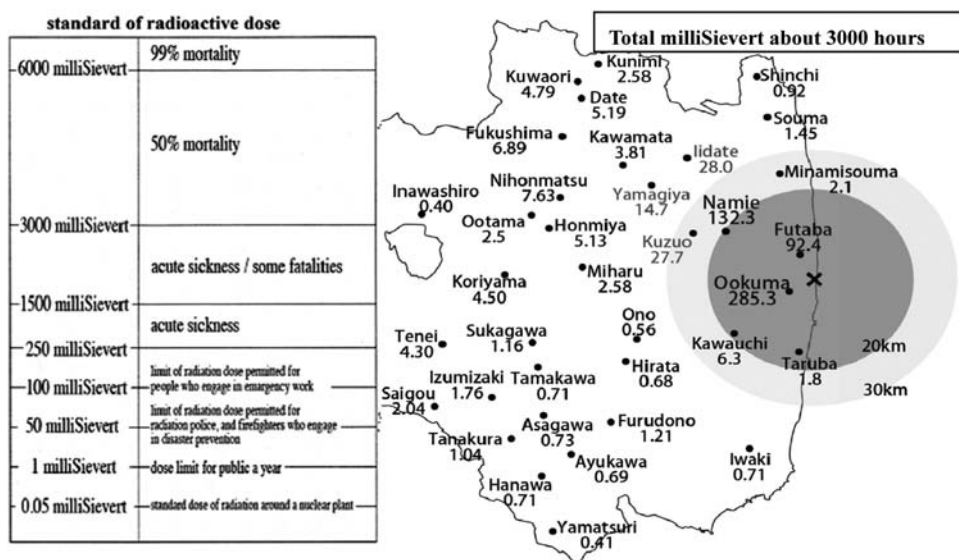 standard of radioactive dose
99% mortality
6000 milliSievert
50% mortality
3000 milliSievert
acute sickness / some fatalities
1500 milliSievert
acute sickness
250 milliSievert
limit of radiation dose permitted for
people who engage in emargency work
100 milliSievert
limit of radiation dose permitted for
radiation police, and firefighters who engage
in disaster prevention
50 milliSievert
1 milliSievert
dose limit for public a year
0.05 milliSievert
standard dose of radiation around a nuclear plant
Total milliSievert about 3000 hours
Kunimi
2.58
Kuwaori
4.79
Date
5.19
Shinchi
0.92
Souma
1.45
Fukushima
6.89
Kawamata
3.81
Iidate
28.0
Minamisouma
2.1
Yamagiya
14.7
Nihonmatsu
7.63
Inawashiro
0.40
Namie
132.3
Ootama
2.5
Honmiya
5.13
Futaba
92.4
Kuzuo
27.7
Miharu
2.58
Koriyama
4.50
Ookuma
285.3
Ono
0.56
Tenei
4.30
Sukagawa
1.16
Kawauchi
6.3
20km
Hirata
0.68
Taruba
1.8
30km
Izumizaki
1.76
Tamakawa
0.71
Saigou
2.04
Asagawa
0.73
Furudono
1.21
Tanakura
1.04
Ayukawa
0.69
Iwaki
0.71
Hanawa
0.71
Yamatsuri
0.41